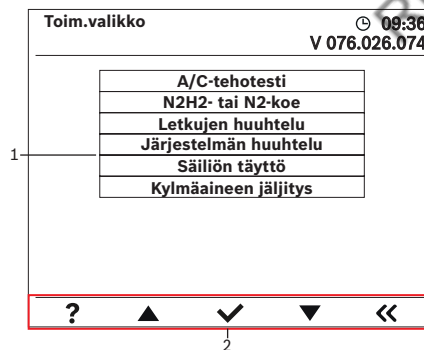 Toim.valikko
09:36
V 076.026.074
A/C-tehotesti
N2H2- tai N2-koe
Letkujen huuhtelu
Järjestelmän huuhtelu
Säiliön täyttö
Kylmäaineen jäljitys
1
?
2